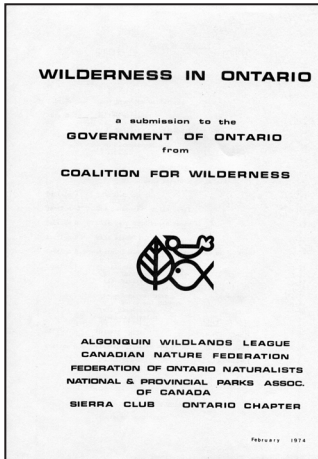 WILDERNESS IN ONTARIO
a submission to the
GOVERNMENT OF ONTARIO
from
COALITION FOR WILDERNESS
ALGONQUIN WILDLANDS LEAGUE
CANADIAN NATURE FEDERATION
FEDERATION OF ONTARIO NATURALISTS
NATIONAL & PROVINCIAL PARKS ASSOC.
OF CANADA
SIERRA CLUB ONTARIO CHAPTER
February 1974